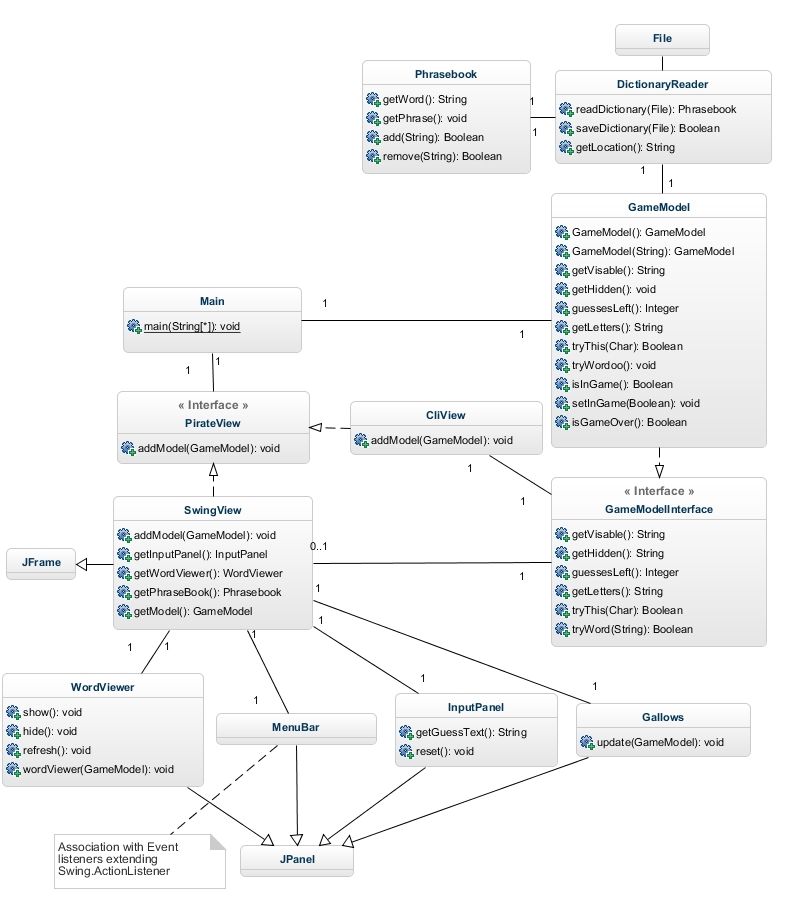 File
Phrasebook
getWord(): String
getPhrase(): void
add(String): Boolean
remove(String): Boolean
1
1
DictionaryReader
readDictionary(File): Phrasebook
saveDictionary(File): Boolean
getLocation(): String
1
1
GameModel
GameModel(): GameModel
GameModel(String): GameModel
getVisable(): String
getHidden(): void
guessesLeft(): Integer
getLetters(): String
tryThis(Char): Boolean
tryWordoo(): void
isInGame(): Boolean
setInGame(Boolean): void
isGameOver(): Boolean
Main
main(String[*]): void
1
1
1
1
« Interface »
PirateView
addModel(GameModel): void
CliView
addModel(GameModel): void
1
1
« Interface »
GameModelInterface
getVisable(): String
getHidden(): String
guessesLeft(): Integer
getLetters(): String
tryThis(Char): Boolean
tryWord(String): Boolean
SwingView
addModel(GameModel): void
getInputPanel(): InputPanel
getWordViewer(): WordViewer
getPhraseBook(): Phrasebook
getModel(): GameModel
JFrame
0..1
1
1
1
1
1
1
1
1
1
WordViewer
show(): void
hide(): void
refresh(): void
wordViewer(GameModel): void
MenuBar
InputPanel
getGuessText(): String
reset(): void
Gallows
update(GameModel): void
Association with Event
listeners extending
Swing.ActionListener
JPanel